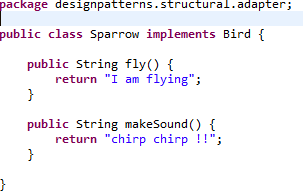 package designpatterns.structural.adapter;
public class Sparrow implements Bird {
public String fly() {
return "I am flying";
}
public String makeSound() {
return "chirp chirp !!";
}
}